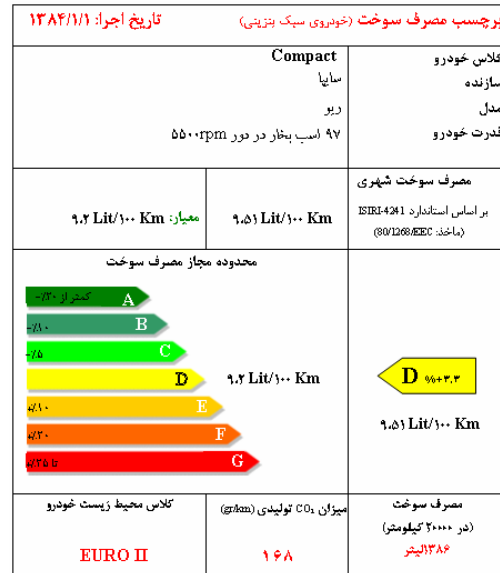 برچسب مصرف سوخت (خودروی سبک بنزینی)
تاریخ اجرا: ۱۳۸۴/۱/۱
کلاس خودرو
Compact
سازنده
سایپا
مدل
ریو
قدرت خودرو
۹۷ اسب بخار در دور ۵۵۰۰rpm
مصرف سوخت شهری
بر اساس استاندارد ISIRI-4241
(ماخذ: 80/1268/EEC)
۹.۵۱ Lit/۱۰۰ Km
معیار: ۹.۲ Lit/۱۰۰ Km
محدوده مجاز مصرف سوخت
کمتر از ۲۰٪- A
-٪۱۰ B
-٪۵ C
D
+٪۱۰ E
+٪۲۰ F
تا ۳۵٪+ G
۹.۲ Lit/۱۰۰ Km
D %+۳.۳
۹.۵۱ Lit/۱۰۰ Km
مصرف سوخت
(در ۲۰۰۰۰ کیلومتر)
۱۳۸۶لیتر
میزان CO₂ تولیدی (gr/km)
۱۶۸
کلاس محیط زیست خودرو
EURO II